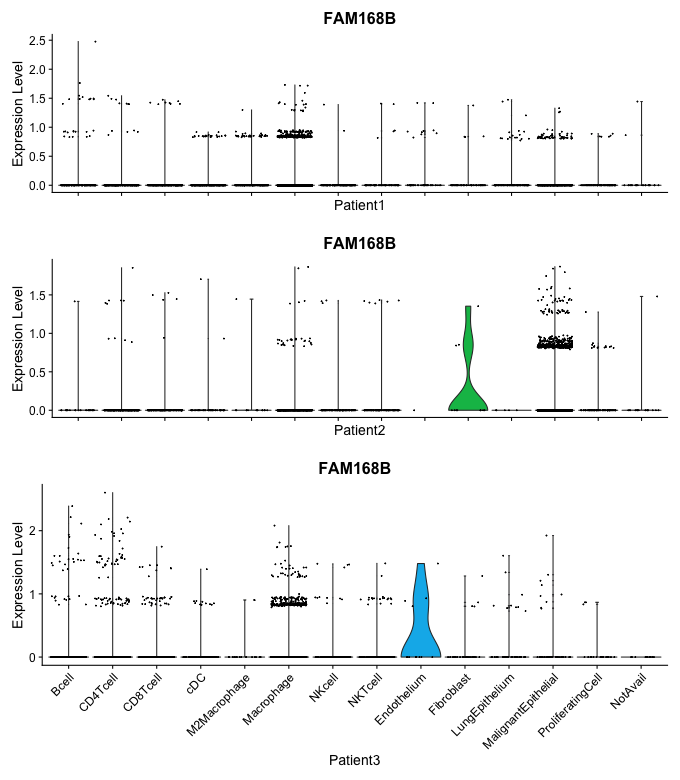 FAM168B
Expression Level
2.5
2.0
1.5
1.0
0.5
0.0
Patient1
FAM168B
Expression Level
1.5
1.0
0.5
0.0
Patient2
FAM168B
Expression Level
2
1
0
Bcell
CD4Tcell
CD8Tcell
cDC
M2Macrophage
Macrophage
NKcell
NKTcell
Endothelium
Fibroblast
LungEpithelium
MalignantEpithelial
ProliferatingCell
NotAvail
Patient3